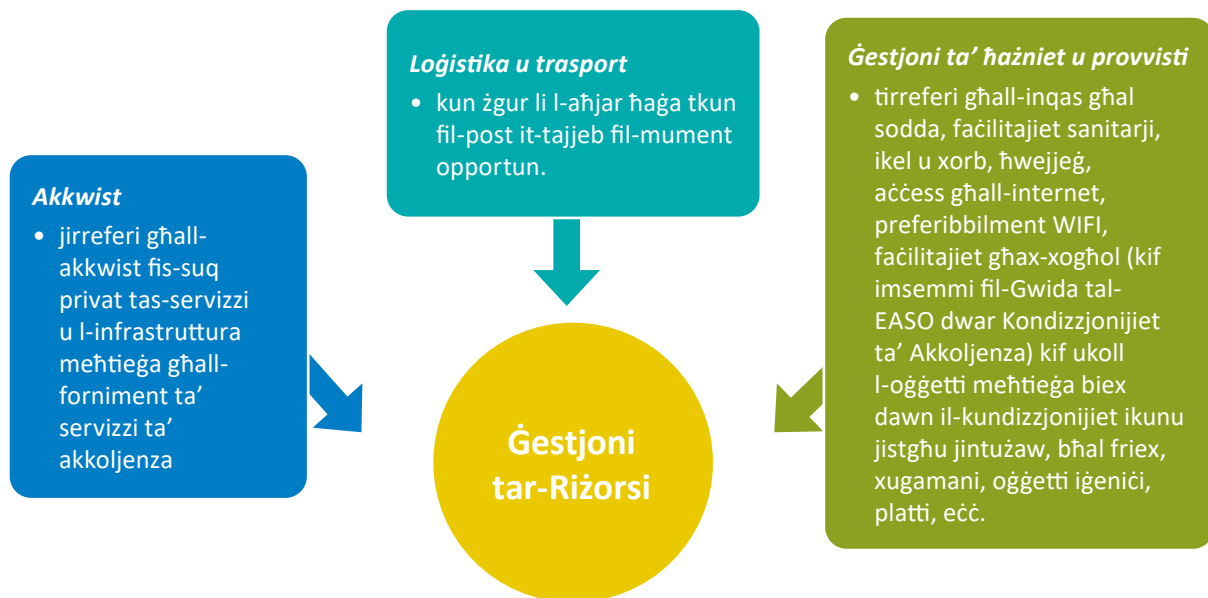 Akkwist
• jirreferi għall-
akkwist fis-suq
privat tas-servizzi
u l-infrastruttura
meħtieġa għall-
forniment ta’
servizzi ta’
akkoljenza
Loġistika u trasport
• kun żgur li l-aħjar ħaġa tkun
fil-post it-tajjeb fil-mument
opportun.
Ġestjoni ta’ ħażniet u provvisti
• tirreferi għall-inqas għal
sodda, faċilitajiet sanitarji,
ikel u xorb, ħwejjeġ,
aċċess għall-internet,
preferibbilment WIFI,
faċilitajiet għax-xogħol (kif
imsemmi fil-Gwida tal-
EASO dwar Kondizzjonijiet
ta’ Akkoljenza) kif ukoll
l-oġġetti meħtieġa biex
dawn il-kundizzjonijiet ikunu
jistgħu jintużaw, bħal friex,
xugamani, oġġetti iġeniċi,
platti, eċċ.
Ġestjoni
tar-Riżorsi